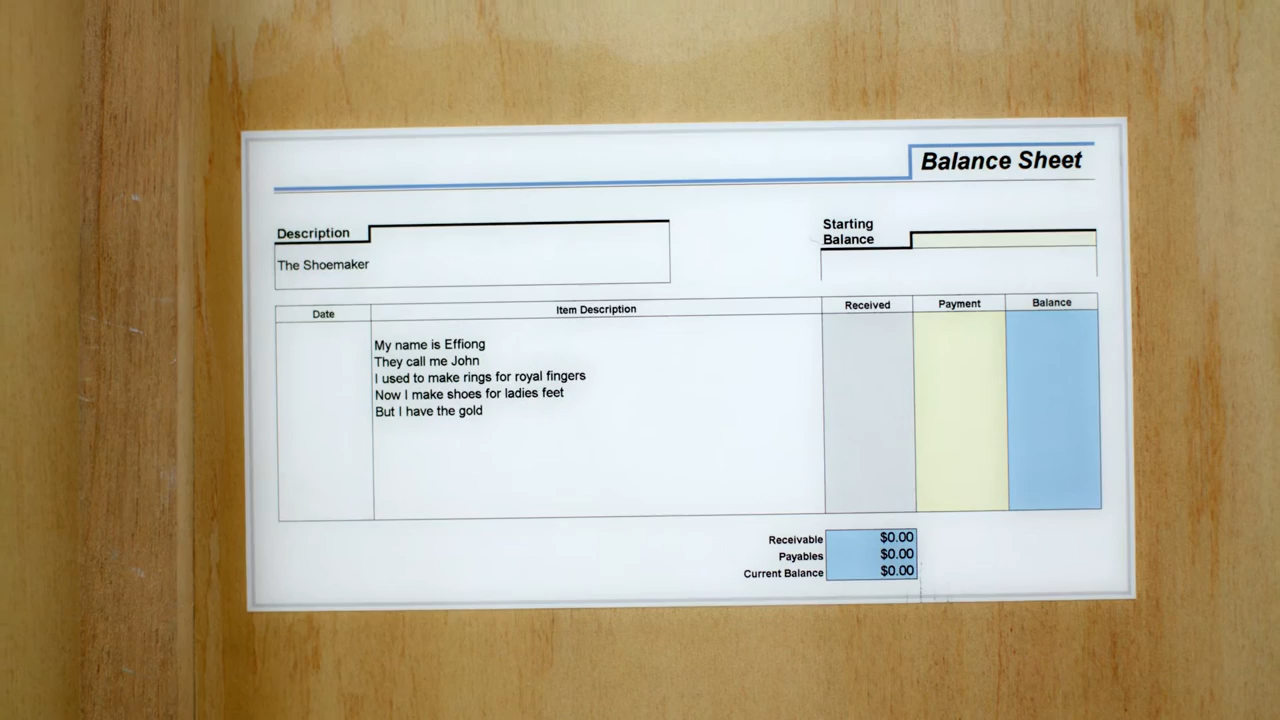 Balance Sheet
Description
The Shoemaker
Starting
Balance
Date Item Description Received Payment Balance
My name is Effiong
They call me John
I used to make rings for royal fingers
Now I make shoes for ladies feet
But I have the gold
Receivable $0.00
Payables $0.00
Current Balance $0.00